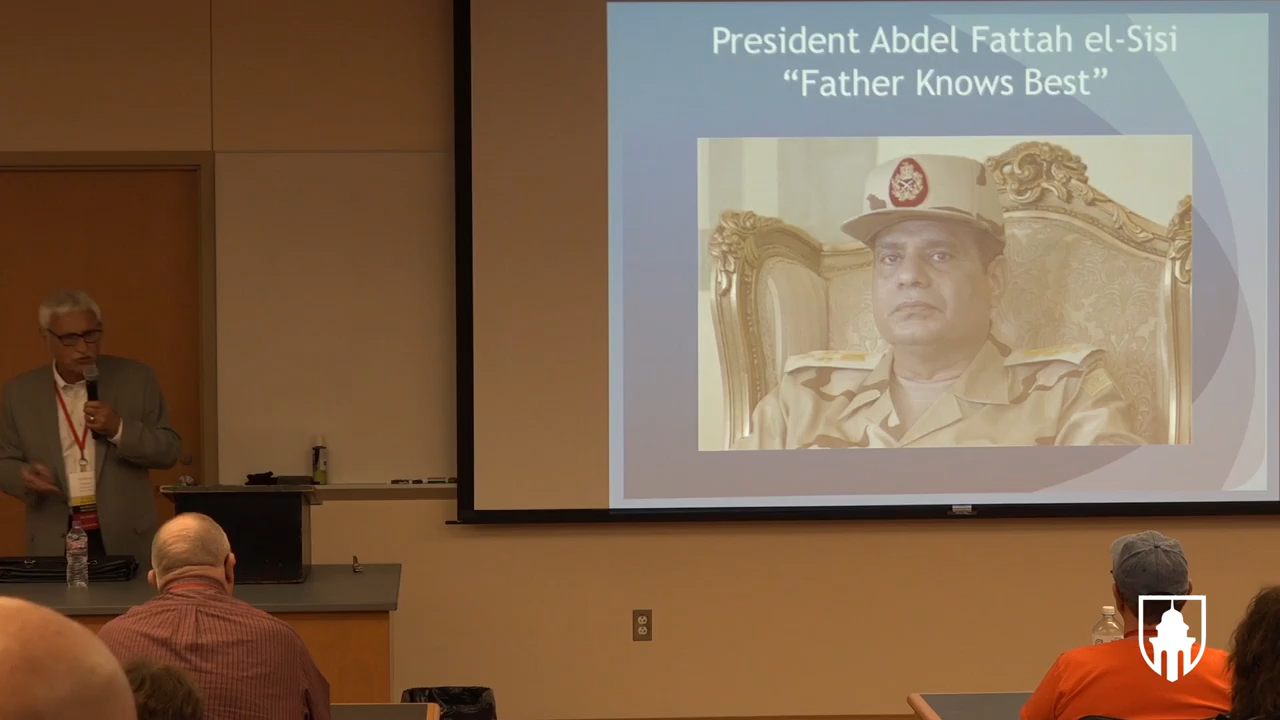 President Abdel Fattah el-Sisi
“Father Knows Best”